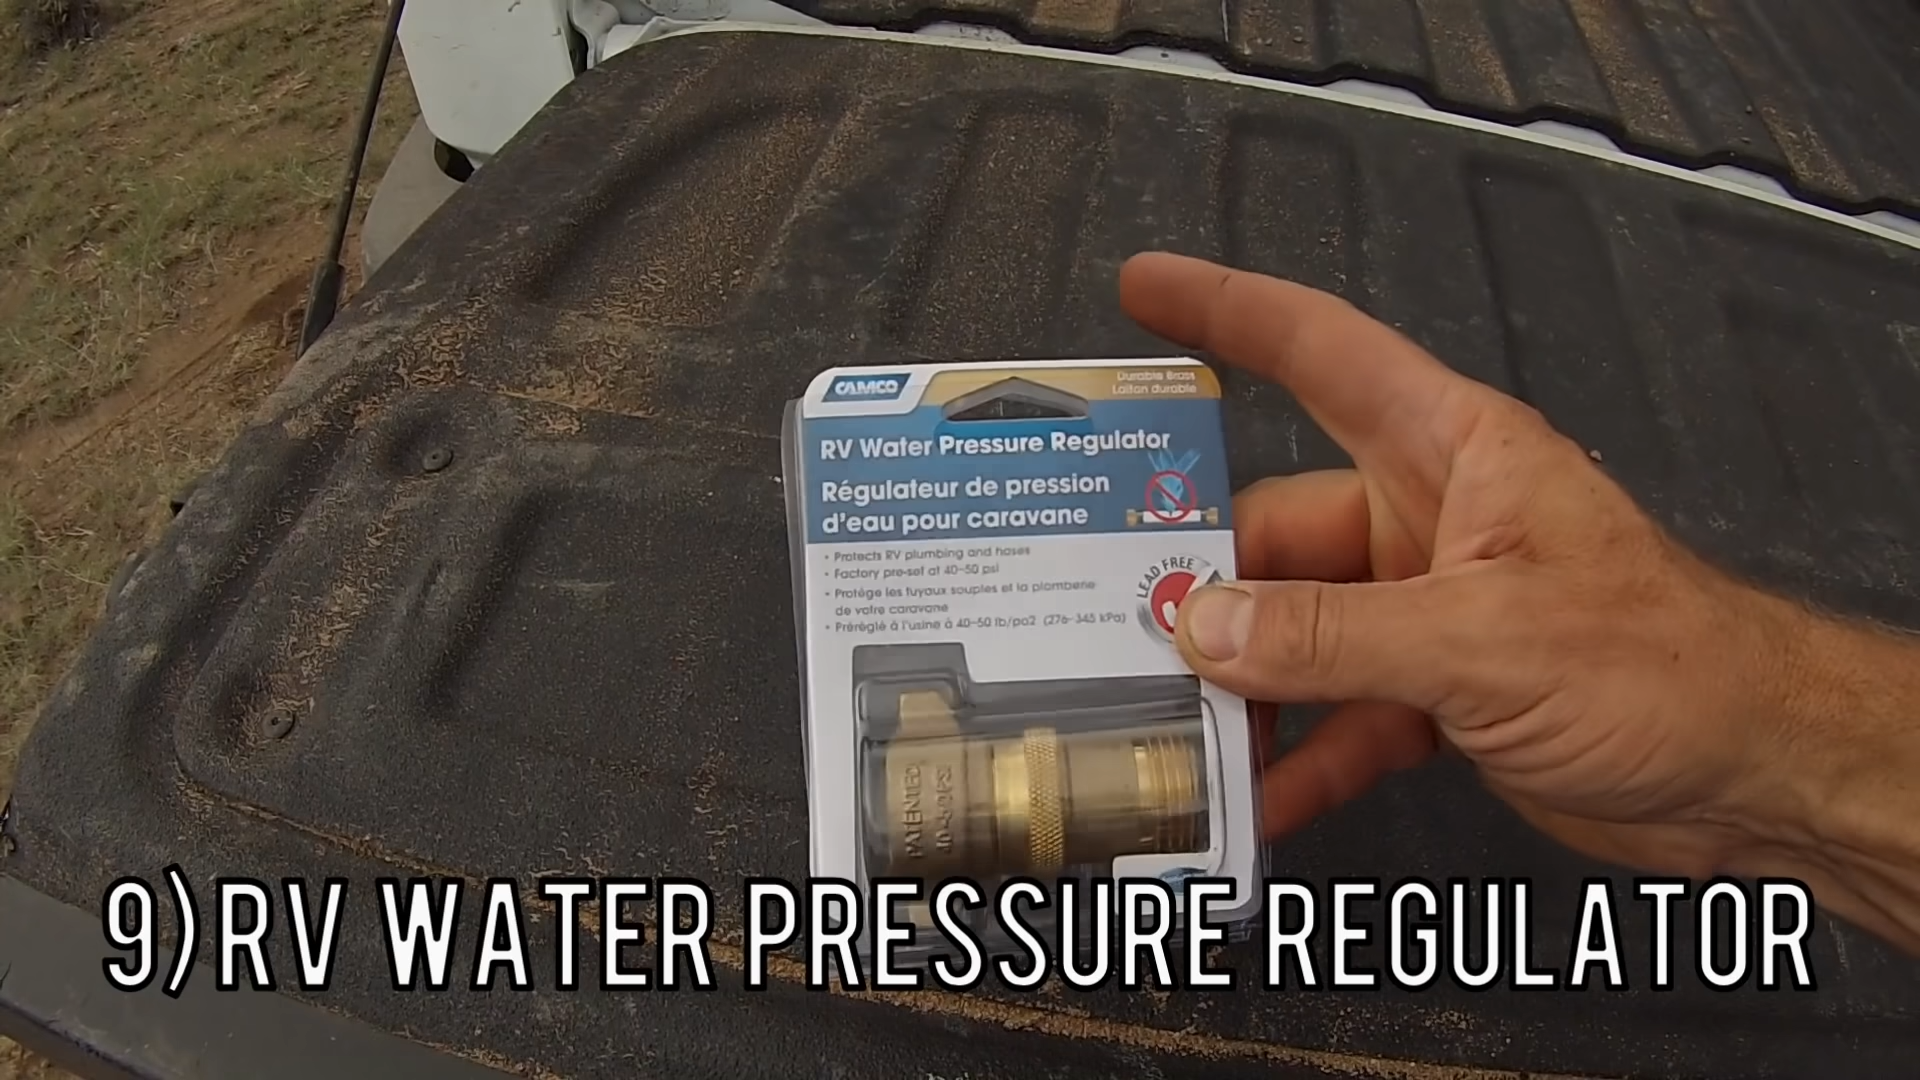 CAMCO
Durable Brass
Laiton durable
RV Water Pressure Regulator
Régulateur de pression
d'eau pour caravane
• Protects RV plumbing and hoses
• Factory pre-set at 40-50 psi
• Protège les tuyaux souples et la plomberie
de votre caravane
• Préréglé à l'usine à 40-50 lb/po2 (276-345 kPa)
LEAD FREE
PATENTED
9) RV WATER PRESSURE REGULATOR